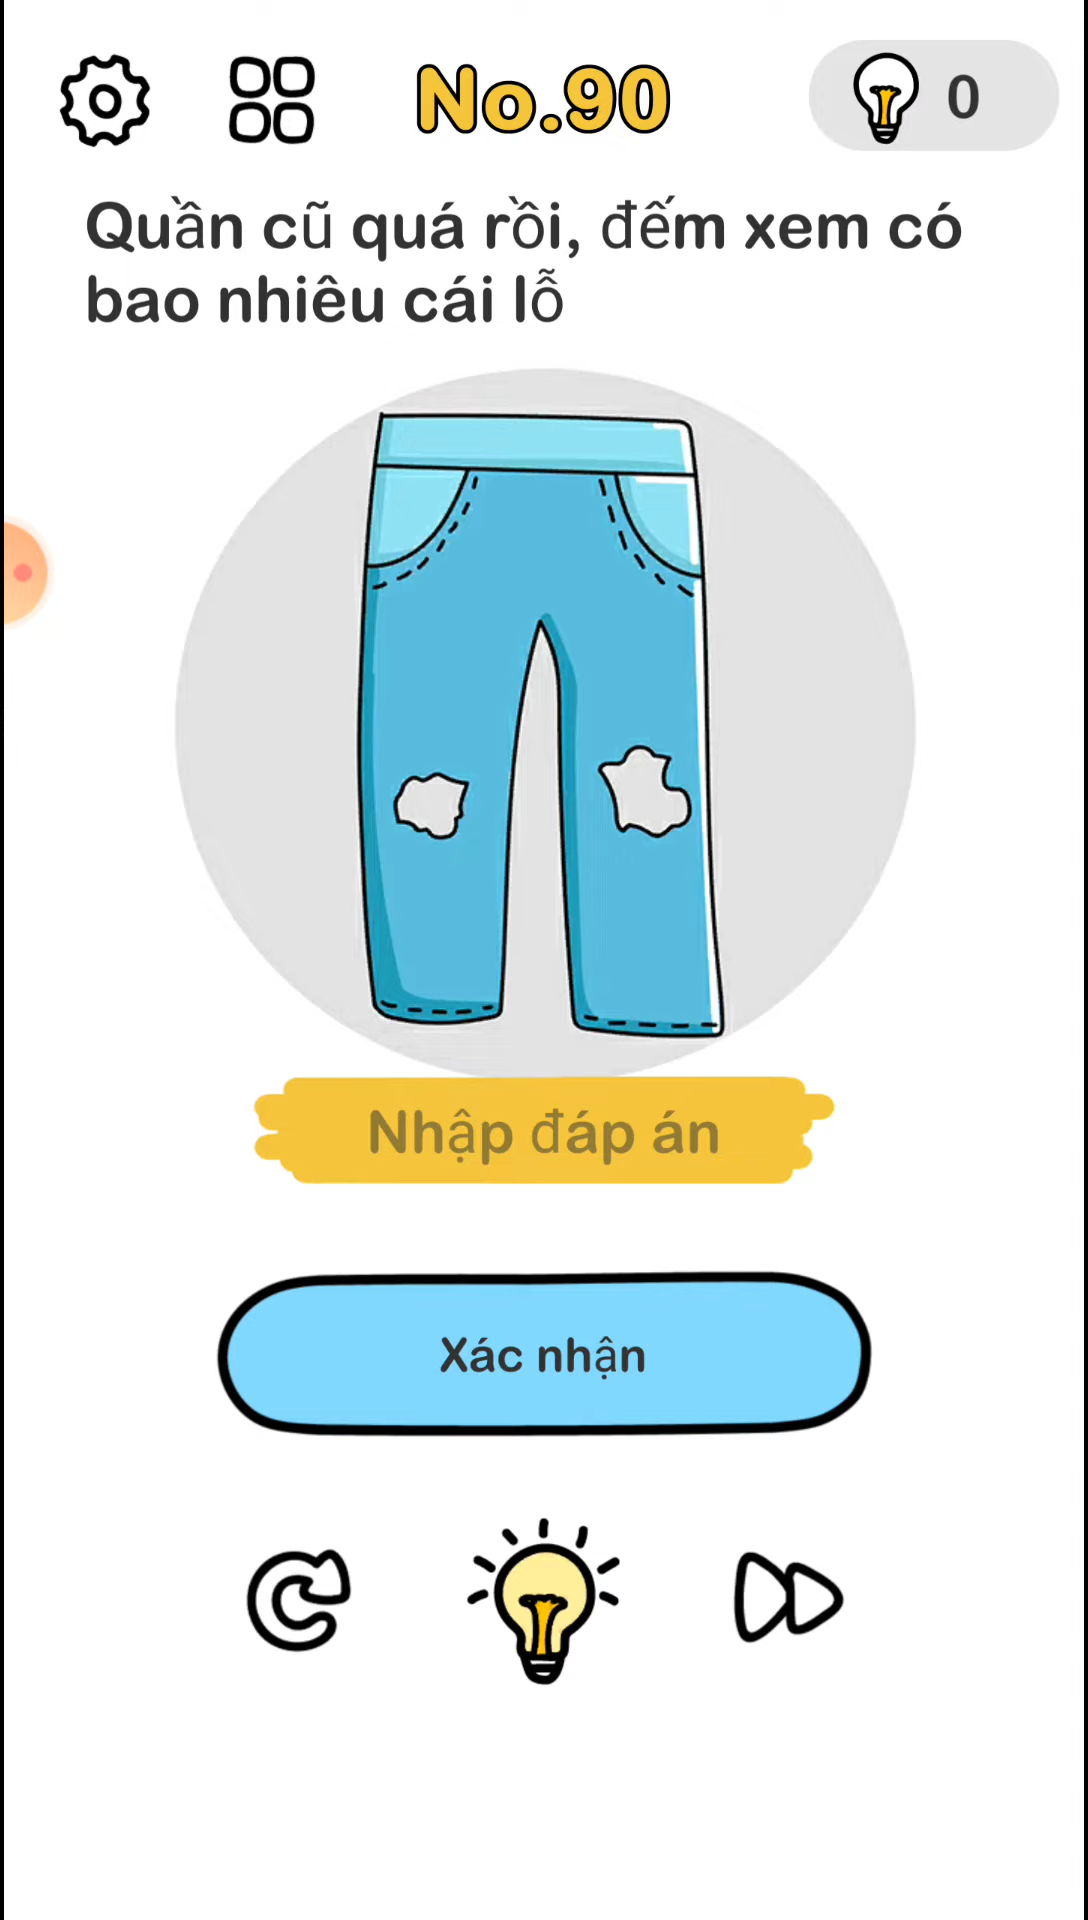 No.90
0
Quần cũ quá rồi, đếm xem có
bao nhiêu cái lỗ
Nhập đáp án
Xác nhận